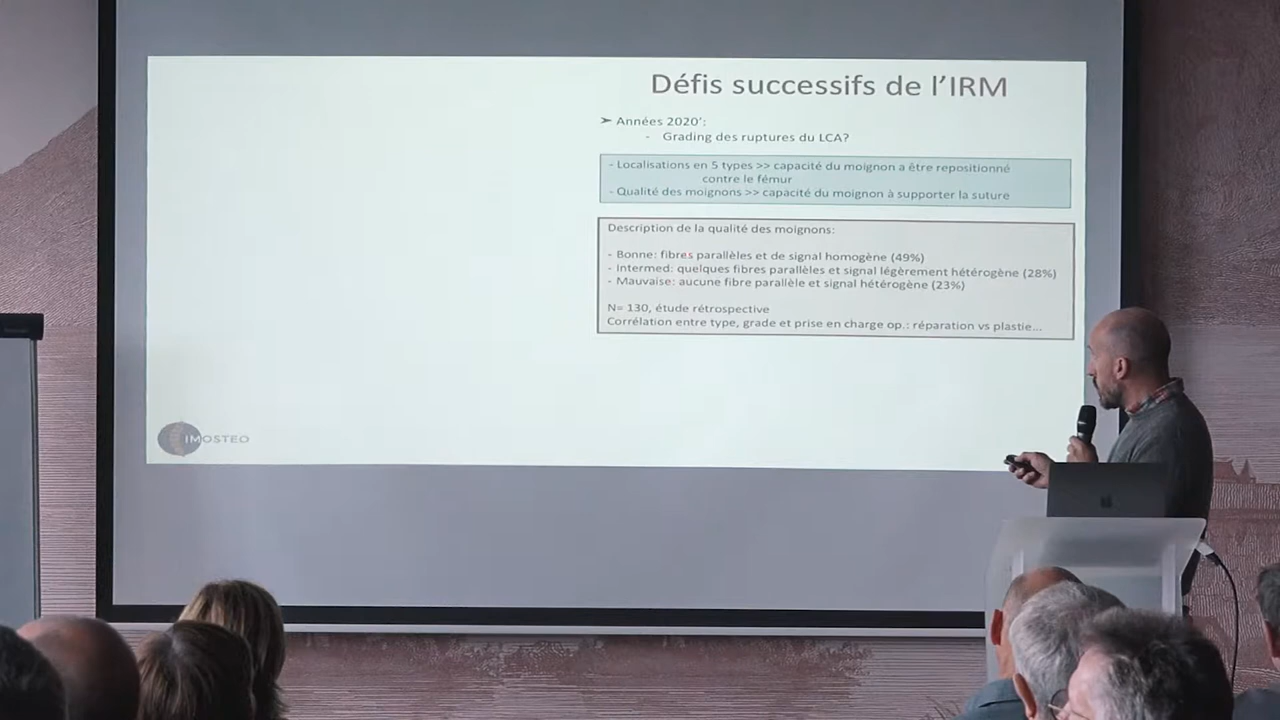 Défis successifs de l'IRM
➤ Années 2020':
- Grading des ruptures du LCA?
- Localisations en 5 types >> capacité du moignon a être repositionné
contre le fémur
- Qualité des moignons >> capacité du moignon à supporter la suture
Description de la qualité des moignons:
- Bonne: fibres parallèles et de signal homogène (49%)
- Intermed: quelques fibres parallèles et signal légèrement hétérogène (28%)
- Mauvaise: aucune fibre parallèle et signal hétérogène (23%)
N= 130, étude rétrospective
Corrélation entre type, grade et prise en charge op.: réparation vs plastie...
IMOSTEO